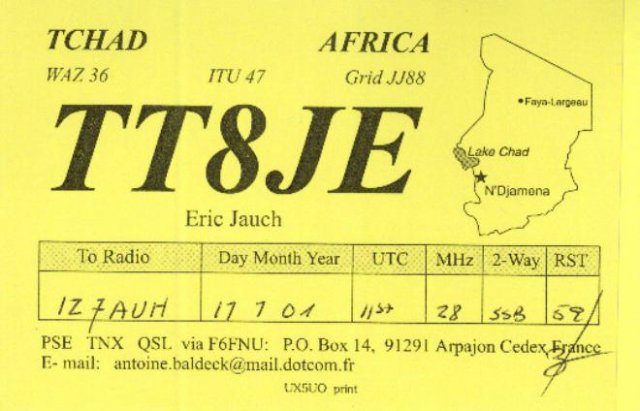 TCHAD AFRICA
WAZ 36 ITU 47 Grid JJ88
TT8JE
Eric Jauch
Faya-Largeau
Lake Chad
N'Djamena
To Radio Day Month Year UTC MHz 2-Way RST
IZ7AUH 17 7 01 28 SSB 59
PSE TNX QSL via F6FNU: P.O. Box 14, 91291 Arpajon Cedex, France
E- mail: antoine.baldeck@mail.dotcom.fr
UX5UO print